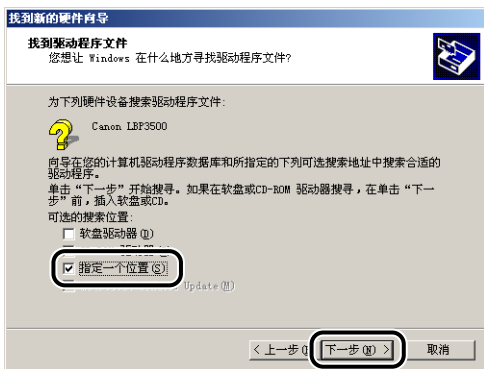 找到新的硬件向导
找到驱动程序文件
您想让 Windows 在什么地方寻找驱动程序文件?
为下列硬件设备搜索驱动程序文件:
Canon LBP3500
向导在您的计算机驱动程序数据库和所指定的下列可选搜索地址中搜索合适的
驱动程序。
单击“下一步”开始搜寻。如果在软盘或CD-ROM 驱动器搜寻，在单击“下一
步”前，插入软盘或CD。
可选的搜索位置:
软盘驱动器(D)
指定一个位置(S)
Update(M)
< 上一步 下一步(N) > 取消